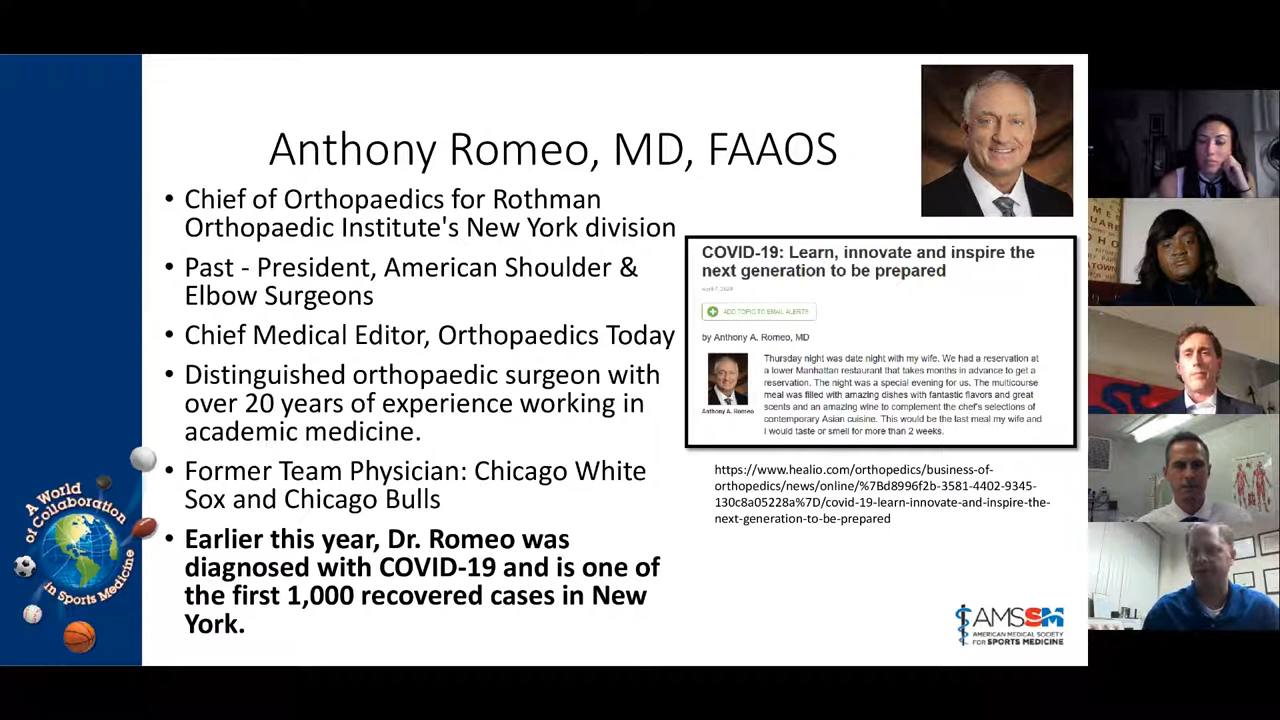 Anthony Romeo, MD, FAAOS
• Chief of Orthopaedics for Rothman
Orthopaedic Institute's New York division
• Past - President, American Shoulder &
Elbow Surgeons
• Chief Medical Editor, Orthopaedics Today
• Distinguished orthopaedic surgeon with
over 20 years of experience working in
academic medicine.
• Former Team Physician: Chicago White
Sox and Chicago Bulls
• Earlier this year, Dr. Romeo was
diagnosed with COVID-19 and is one of
the first 1,000 recovered cases in New
York.
COVID-19: Learn, innovate and inspire the
next generation to be prepared
April 7, 2020
ADD TOPIC TO EMAIL ALERTS
by Anthony A. Romeo, MD
Thursday night was date night with my wife. We had a reservation at
a lower Manhattan restaurant that takes months in advance to get a
reservation. The night was a special evening for us. The multicourse
meal was filled with amazing dishes with fantastic flavors and great
scents and an amazing wine to complement the chef's selections of
contemporary Asian cuisine. This would be the last meal my wife and
I would taste or smell for more than 2 weeks.
Anthony A. Romeo
https://www.healio.com/orthopedics/business-of-
orthopedics/news/online/%7Bd8996f2b-3581-4402-9345-
130c8a05228a%7D/covid-19-learn-innovate-and-inspire-the-
next-generation-to-be-prepared
A World
of Collaboration
in Sports Medicine
AMSSM
AMERICAN MEDICAL SOCIETY
FOR SPORTS MEDICINE